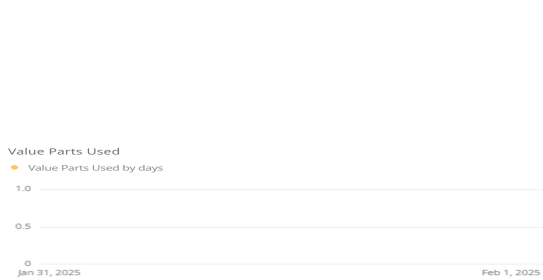 Value Parts Used
Value Parts Used by days
1.0
0.5
0
Jan 31, 2025 Feb 1, 2025